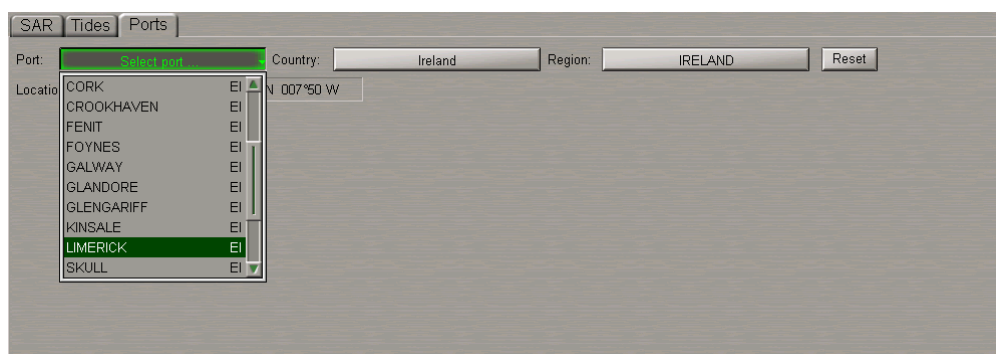 SAR Tides Ports
Port: Select port ... Country: Ireland Region: IRELAND Reset
Locatio N 007°50 W
CORK EI
CROOKHAVEN EI
FENIT EI
FOYNES EI
GALWAY EI
GLANDORE EI
GLENGARIFF EI
KINSALE EI
LIMERICK EI
SKULL EI